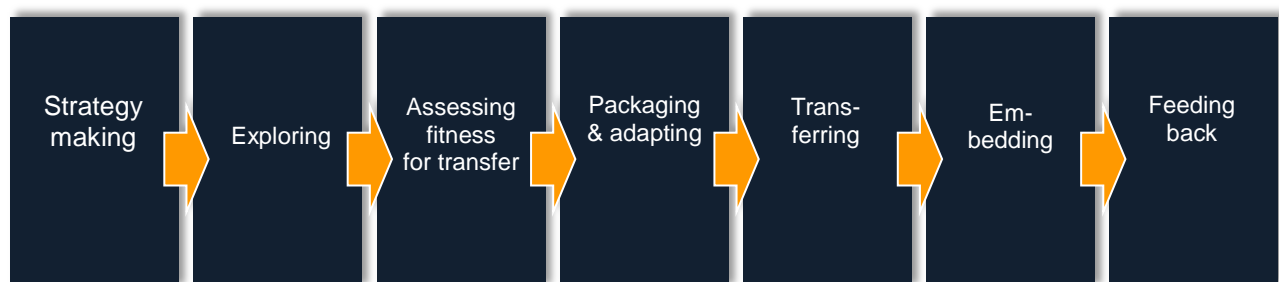 Strategy
making
Exploring
Assessing
fitness
for transfer
Packaging
& adapting
Trans-
ferring
Em-
bedding
Feeding
back